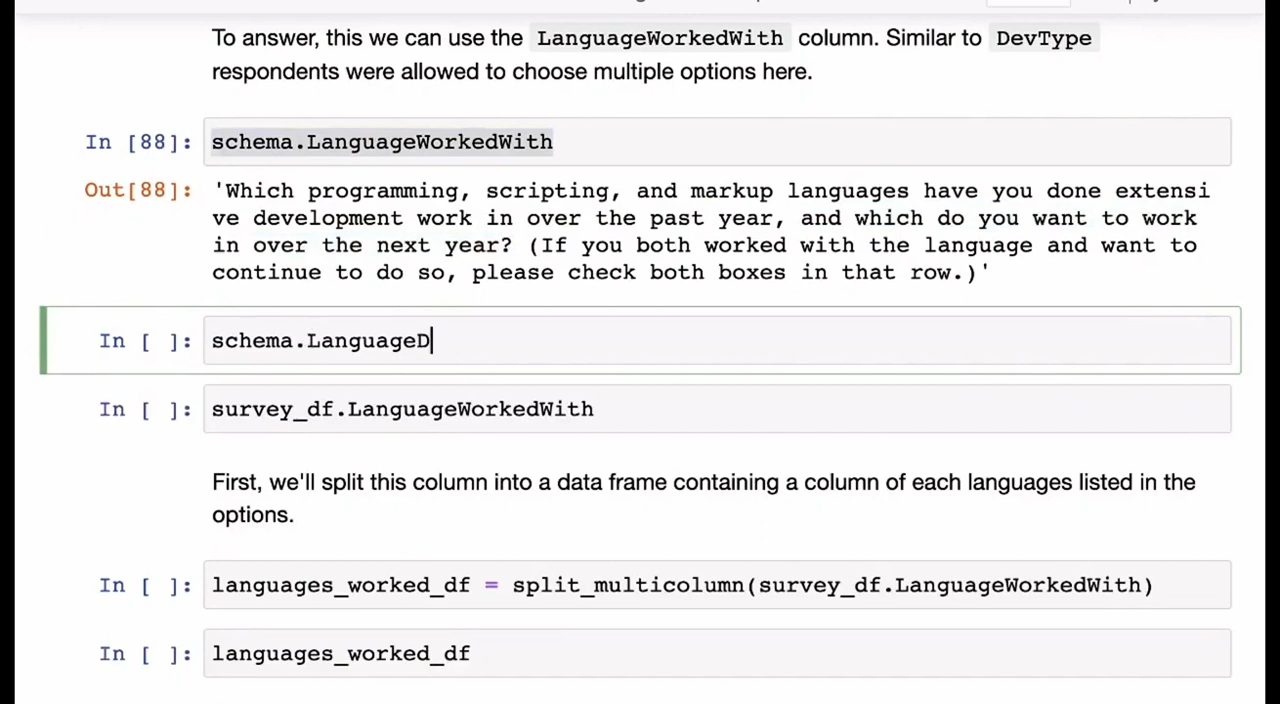 To answer, this we can use the LanguageWorkedWith column. Similar to DevType
respondents were allowed to choose multiple options here.
In [88]: schema.LanguageWorkedWith
Out[88]: 'Which programming, scripting, and markup languages have you done extensi
ve development work in over the past year, and which do you want to work
in over the next year? (If you both worked with the language and want to
continue to do so, please check both boxes in that row.)'
In [ ]: schema.LanguageD
In [ ]: survey_df.LanguageWorkedWith
First, we'll split this column into a data frame containing a column of each languages listed in the
options.
In [ ]: languages_worked_df = split_multicolumn(survey_df.LanguageWorkedWith)
In [ ]: languages_worked_df